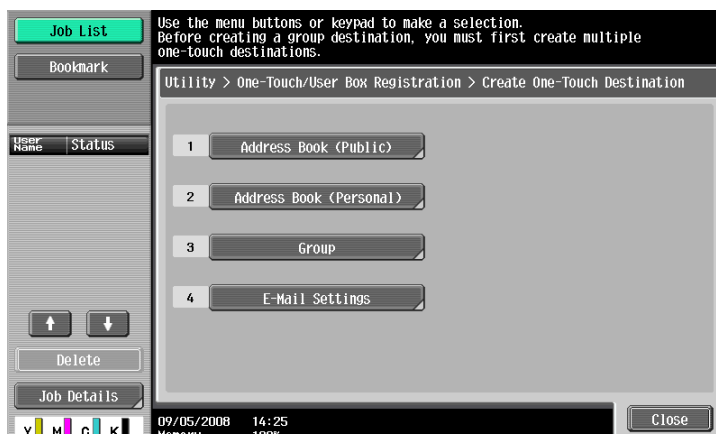 Job List
Bookmark
User Name
Status
Delete
Job Details
Y M C K
Use the menu buttons or keypad to make a selection.
Before creating a group destination, you must first create multiple
one-touch destinations.
Utility > One-Touch/User Box Registration > Create One-Touch Destination
1 Address Book (Public)
2 Address Book (Personal)
3 Group
4 E-Mail Settings
09/05/2008 14:25
Memory 100%
Close